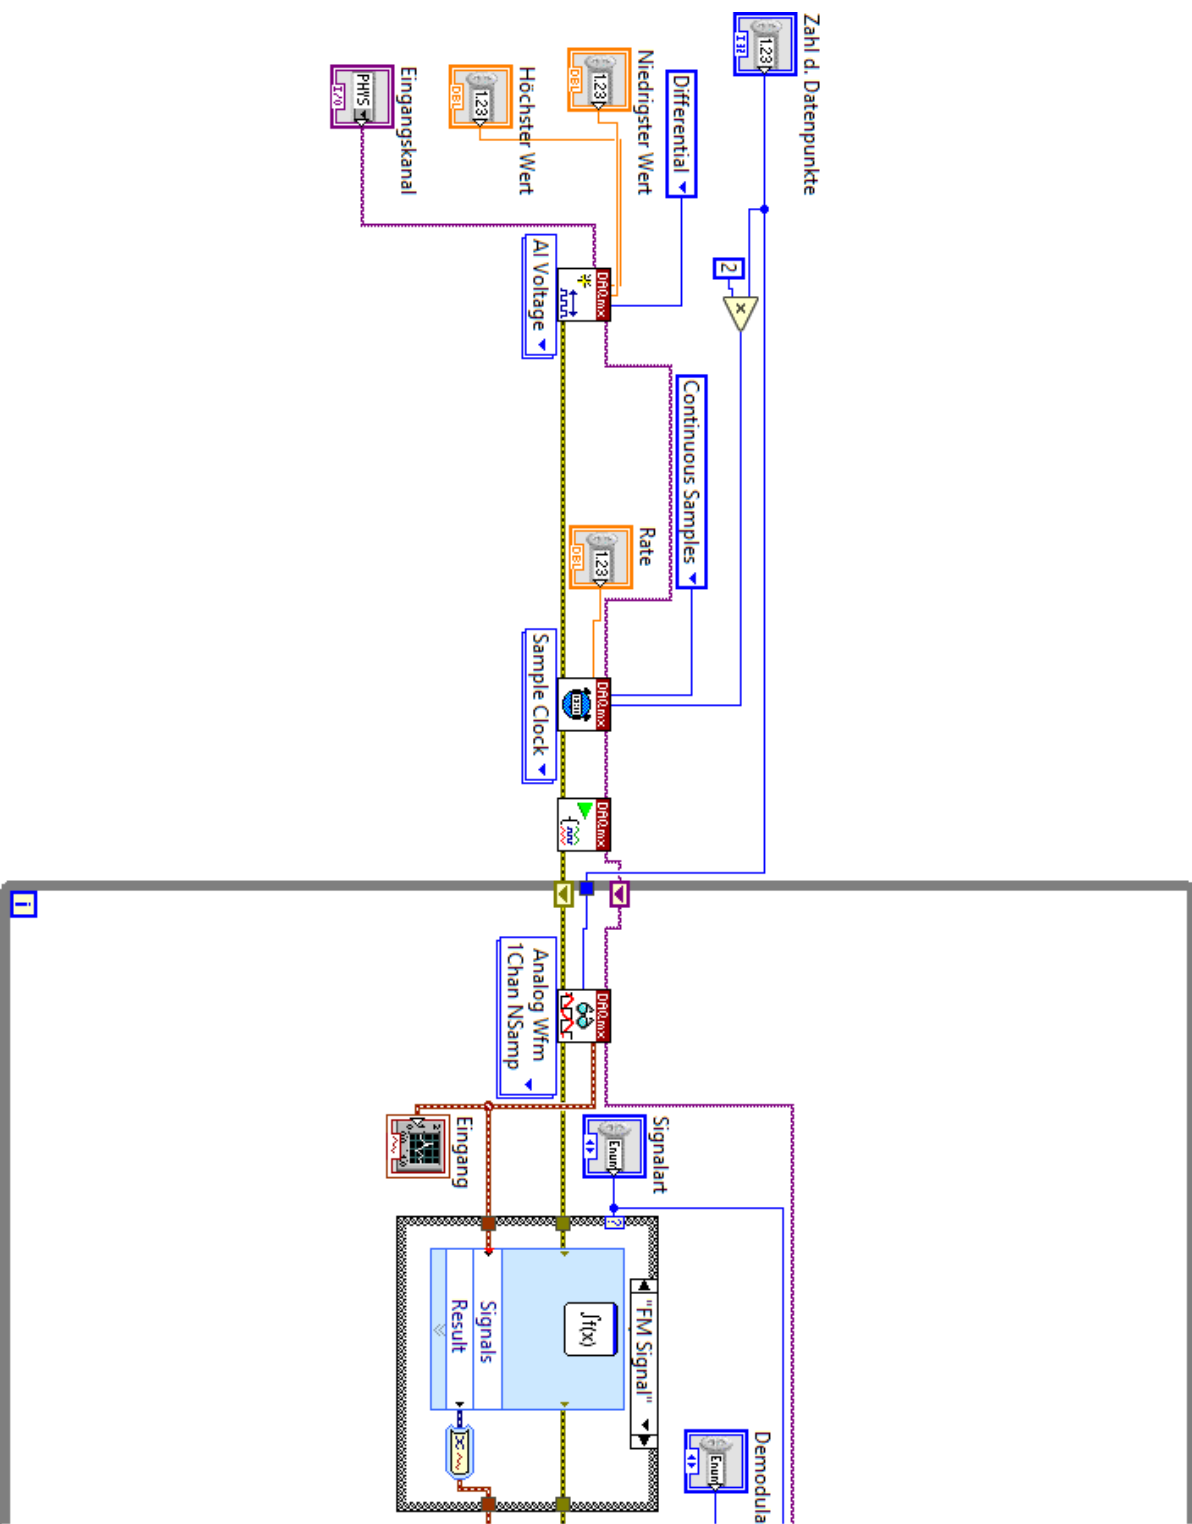 Zahl d. Datenpunkte
1.23
I32
2
×
Differential
Niedrigster Wert
1.23
DBL
Höchster Wert
1.23
DBL
Eingangskanal
PHYS
I/O
DAQmx
AI Voltage
Continuous Samples
Rate
1.23
DBL
DAQmx
Sample Clock
DAQmx
i
DAQmx
Analog Wfm
1Chan NSamp
Eingang
Signalart
Enum
?
"FM Signal"
∫f(x)
Signals
Result
Demodula
Enum